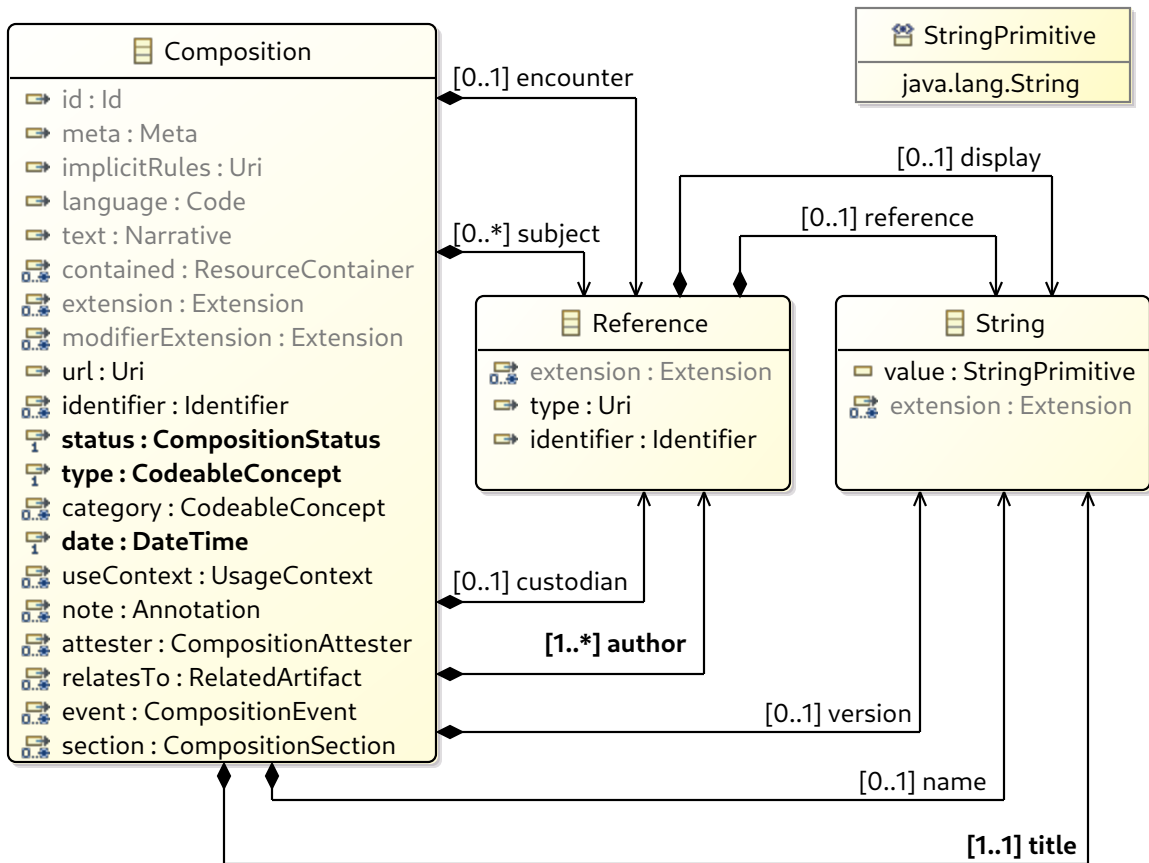 Composition
id : Id
meta : Meta
implicitRules : Uri
language : Code
text : Narrative
contained : ResourceContainer
extension : Extension
modifierExtension : Extension
url : Uri
identifier : Identifier
status : CompositionStatus
type : CodeableConcept
category : CodeableConcept
date : DateTime
useContext : UsageContext
note : Annotation
attester : CompositionAttester
relatesTo : RelatedArtifact
event : CompositionEvent
section : CompositionSection
[0..1] encounter
[0..*] subject
StringPrimitive
java.lang.String
[0..1] display
[0..1] reference
Reference
extension : Extension
type : Uri
identifier : Identifier
String
value : StringPrimitive
extension : Extension
[0..1] custodian
[1..*] author
[0..1] version
[0..1] name
[1..1] title